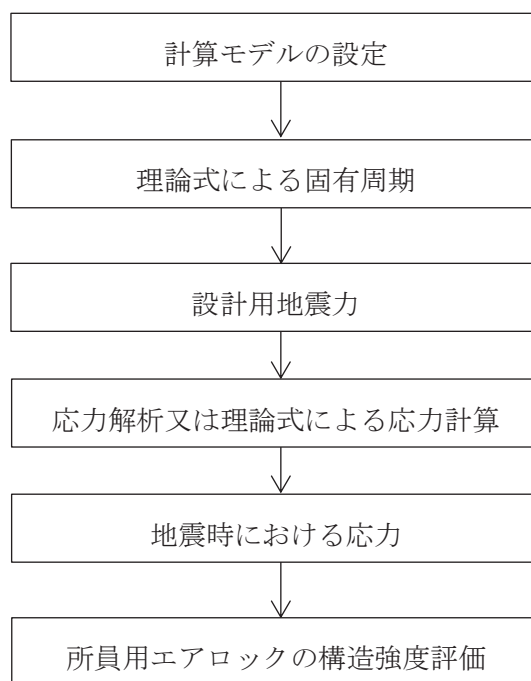 計算モデルの設定
理論式による固有周期
設計用地震力
応力解析又は理論式による応力計算
地震時における応力
所員用エアロックの構造強度評価